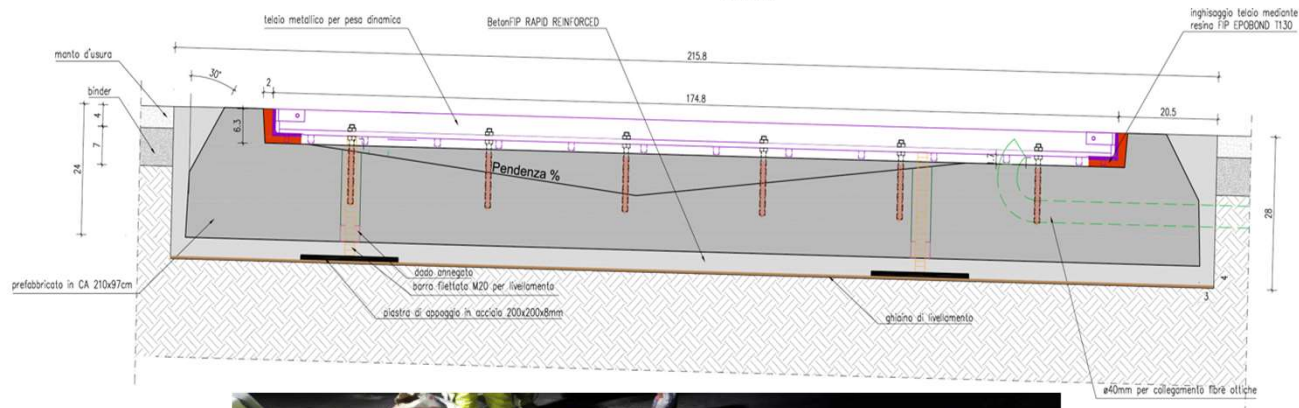 telaio metallico per pesa dinamica
BetonFIP RAPID REINFORCED
inghisaggio telaio mediante
resina FIP EPOBOND T130
manto d'usura
binder
215.8
30°
2
174.8
20.5
4
6.3
7
24
Pendenza %
1.7
28
dado annegato
barra filettata M20 per livellamento
piastra di appoggio in acciaio 200x200x8mm
prefabbricato in CA 210x97cm
ghiaino di livellamento
4
3
ø40mm per collegamento fibre ottiche